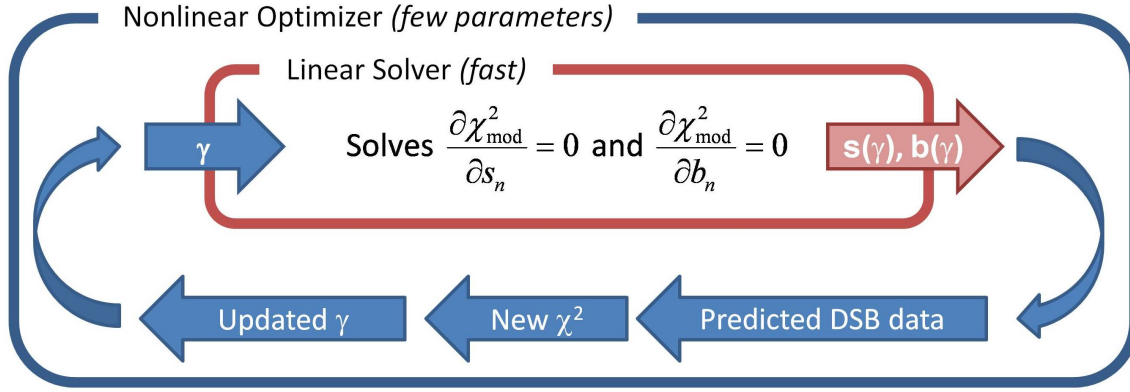 Nonlinear Optimizer (few parameters)
Linear Solver (fast)
γ
Solves ∂χ²mod/∂sₙ = 0 and ∂χ²mod/∂bₙ = 0
s(γ), b(γ)
Updated γ
New χ²
Predicted DSB data